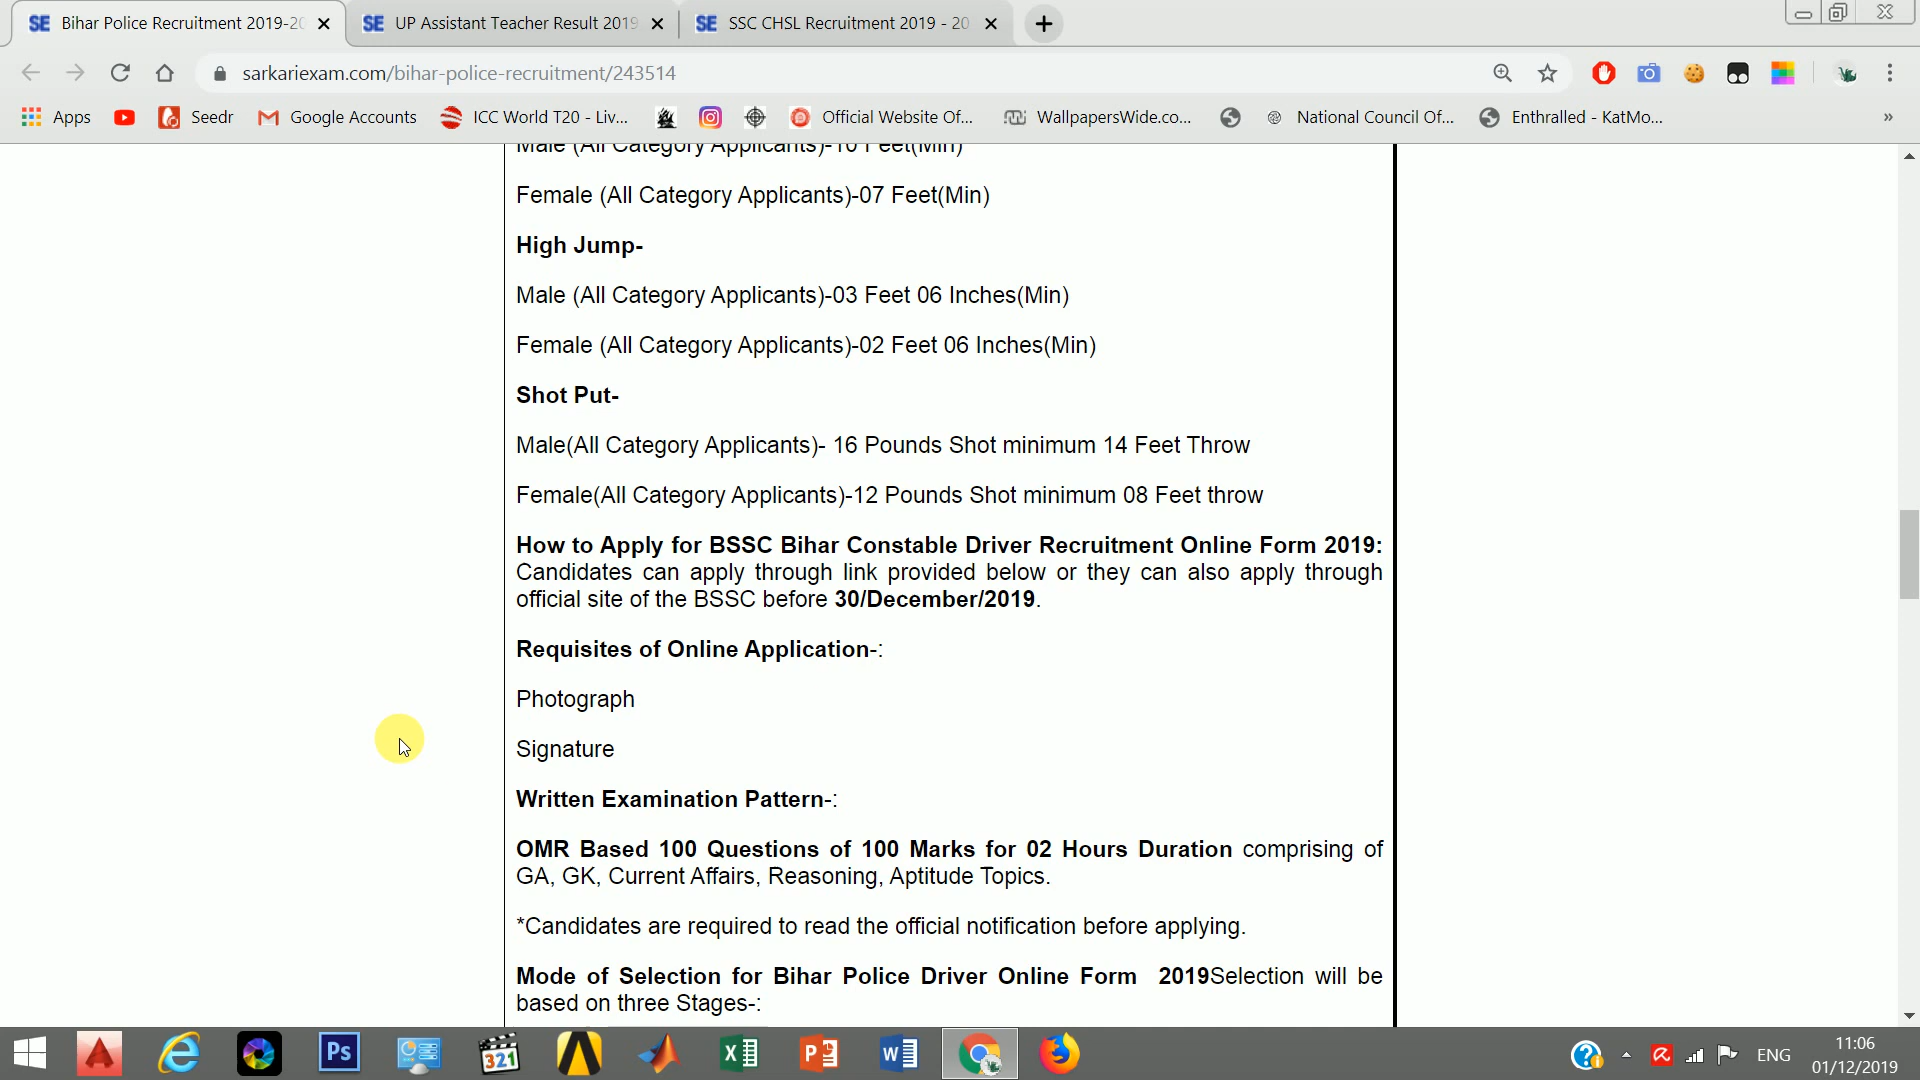 Bihar Police Recruitment 2019-20
UP Assistant Teacher Result 2019
SSC CHSL Recruitment 2019 - 20
sarkariexam.com/bihar-police-recruitment/243514
Apps
Seedr
Google Accounts
ICC World T20 - Liv...
Official Website Of...
WallpapersWide.co...
National Council Of...
Enthralled - KatMo...
»
Male (All Category Applicants)-10 Feet(Min)
Female (All Category Applicants)-07 Feet(Min)
High Jump-
Male (All Category Applicants)-03 Feet 06 Inches(Min)
Female (All Category Applicants)-02 Feet 06 Inches(Min)
Shot Put-
Male(All Category Applicants)- 16 Pounds Shot minimum 14 Feet Throw
Female(All Category Applicants)-12 Pounds Shot minimum 08 Feet throw
How to Apply for BSSC Bihar Constable Driver Recruitment Online Form 2019:
Candidates can apply through link provided below or they can also apply through
official site of the BSSC before 30/December/2019.
Requisites of Online Application-:
Photograph
Signature
Written Examination Pattern-:
OMR Based 100 Questions of 100 Marks for 02 Hours Duration comprising of
GA, GK, Current Affairs, Reasoning, Aptitude Topics.
*Candidates are required to read the official notification before applying.
Mode of Selection for Bihar Police Driver Online Form 2019Selection will be
based on three Stages-:
Ps
321
ENG
11:06
01/12/2019